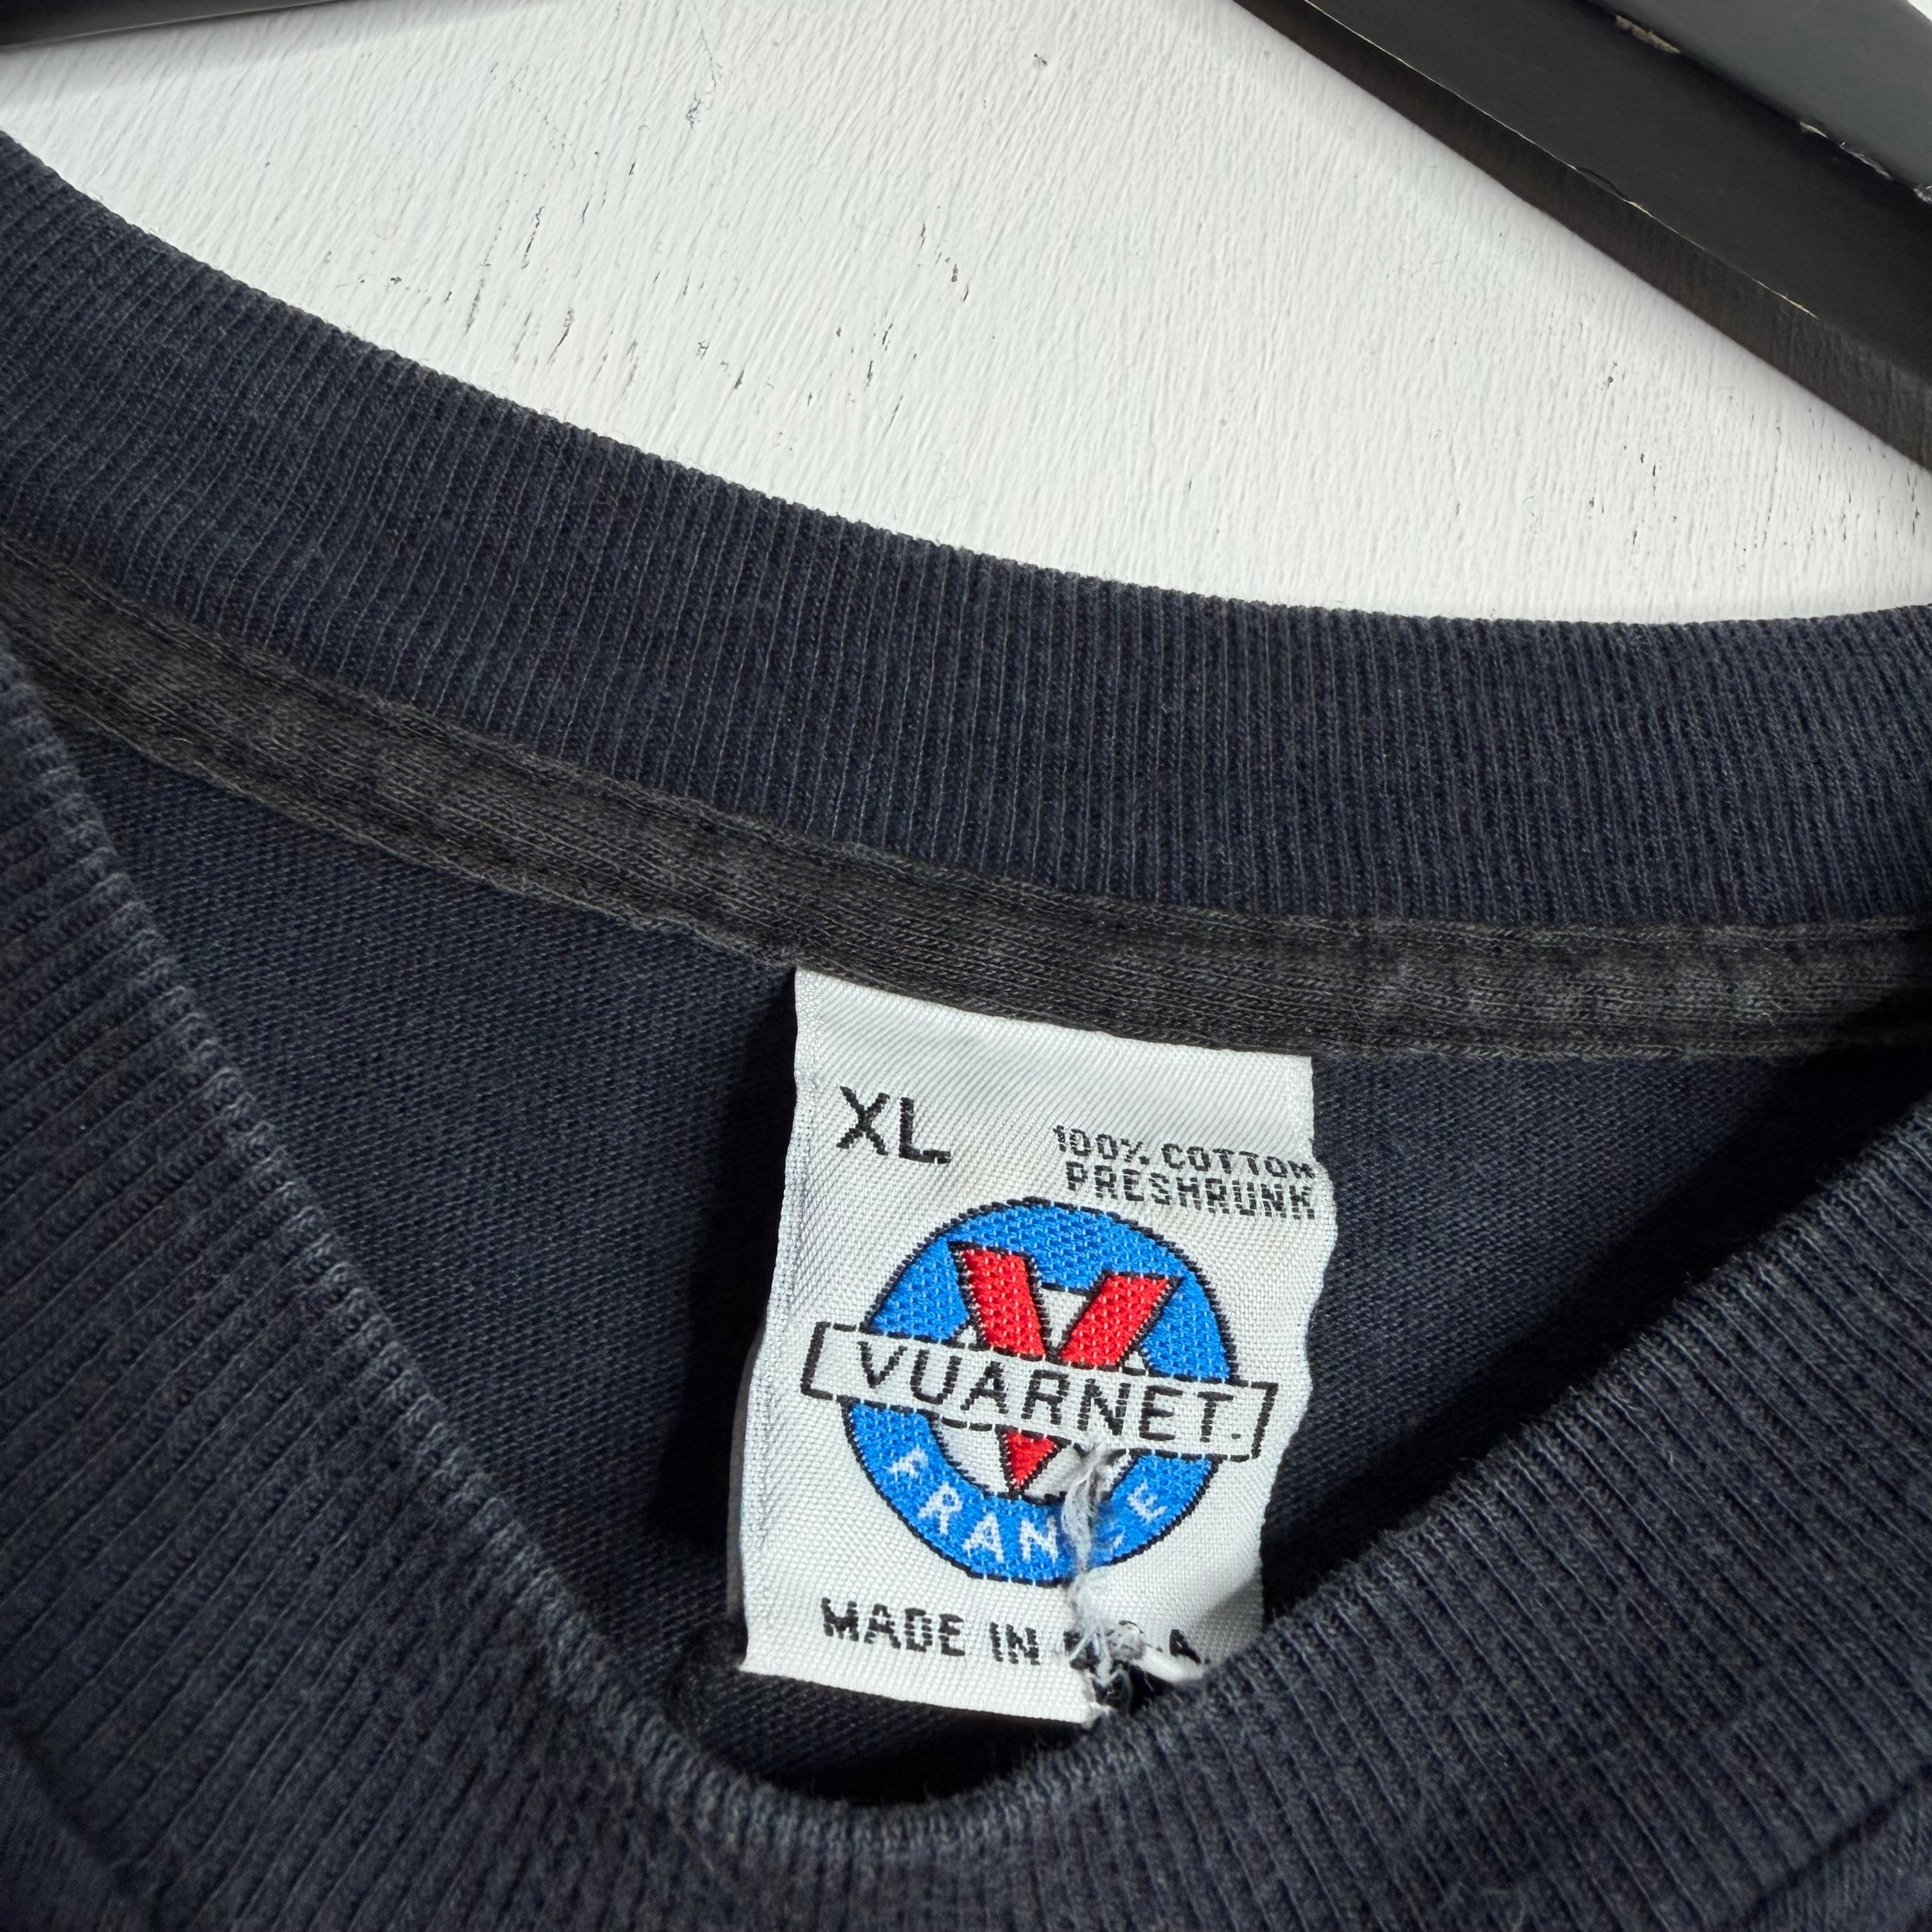 XL
100% COTTON
PRESHRUNK
VUARNET.
FRANCE
MADE IN